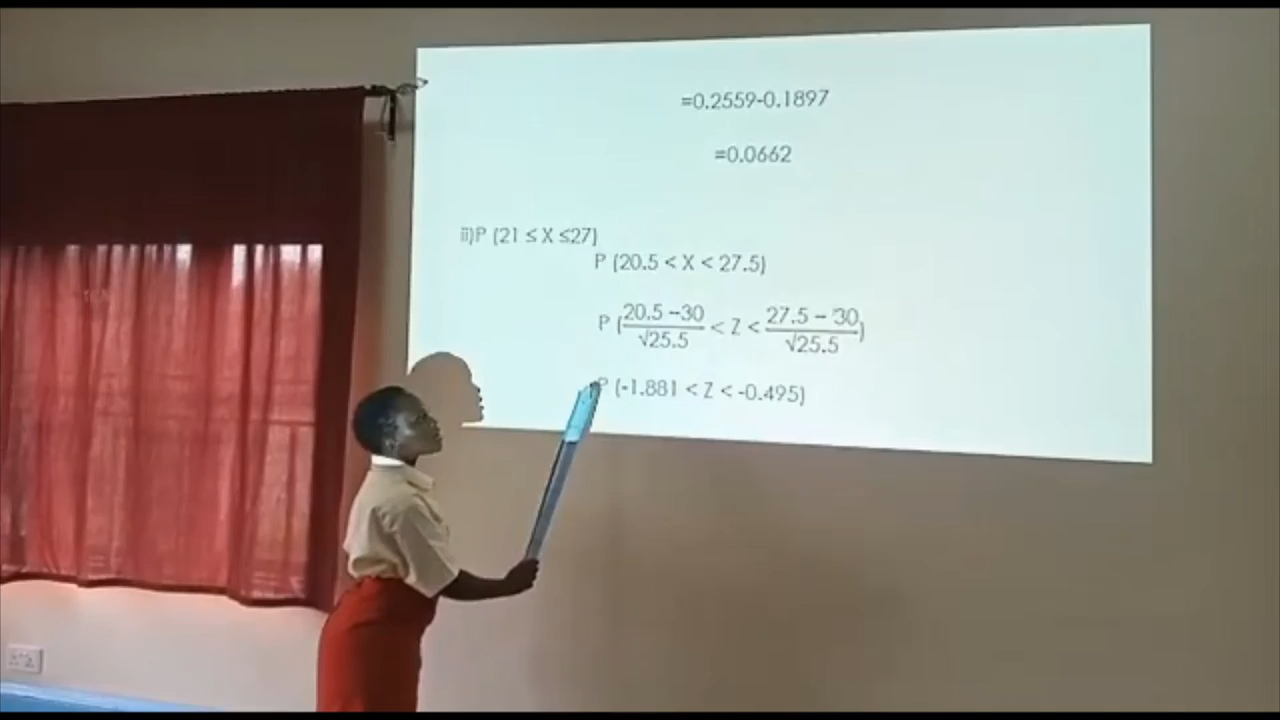 =0.2559-0.1897
=0.0662
ii)P (21 ≤ X ≤27)
P (20.5 < X < 27.5)
P (20.5 –30/√25.5 < Z < 27.5 – 30/√25.5)
P (-1.881 < Z < -0.495)